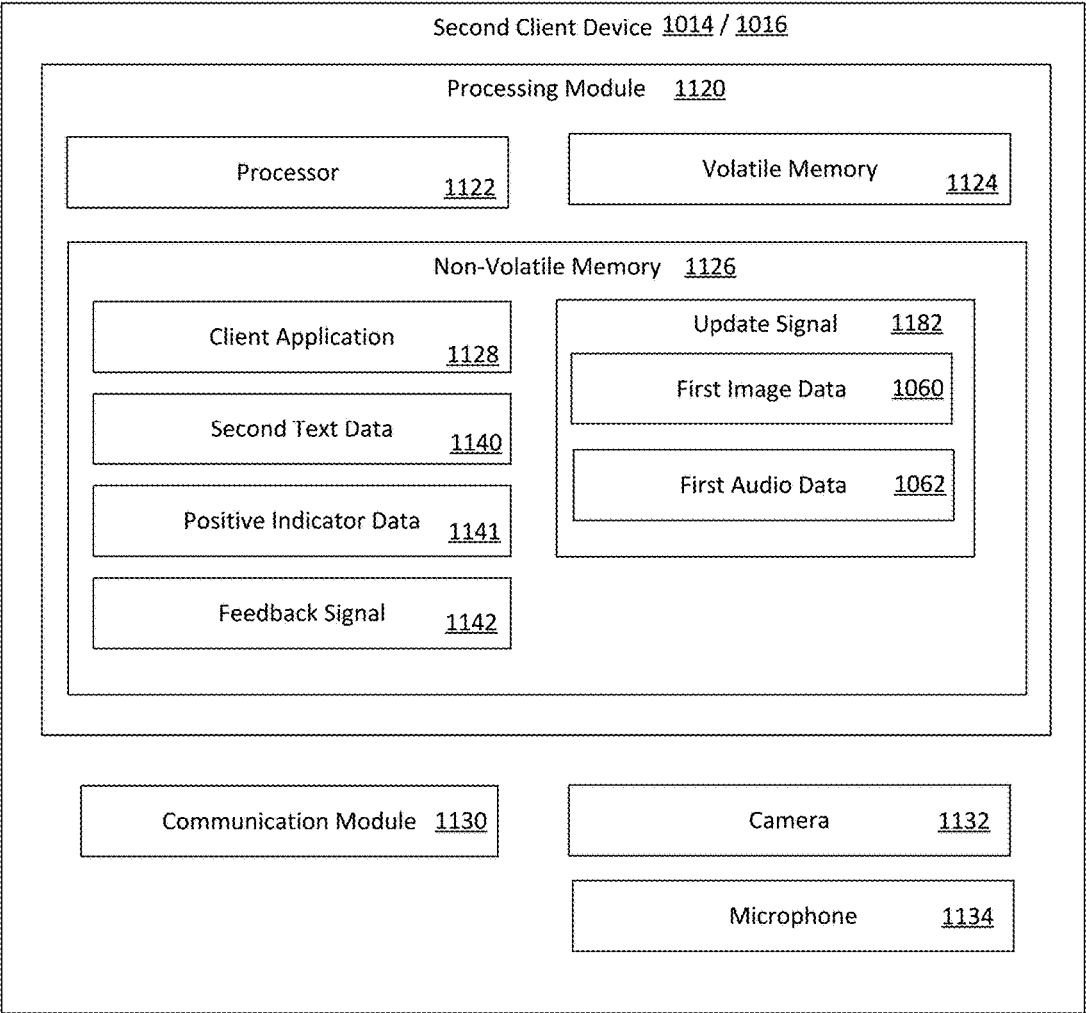 Second Client Device 1014 / 1016
Processing Module 1120
Processor 1122
Volatile Memory 1124
Non-Volatile Memory 1126
Client Application 1128
Second Text Data 1140
Positive Indicator Data 1141
Feedback Signal 1142
Update Signal 1182
First Image Data 1060
First Audio Data 1062
Communication Module 1130
Camera 1132
Microphone 1134